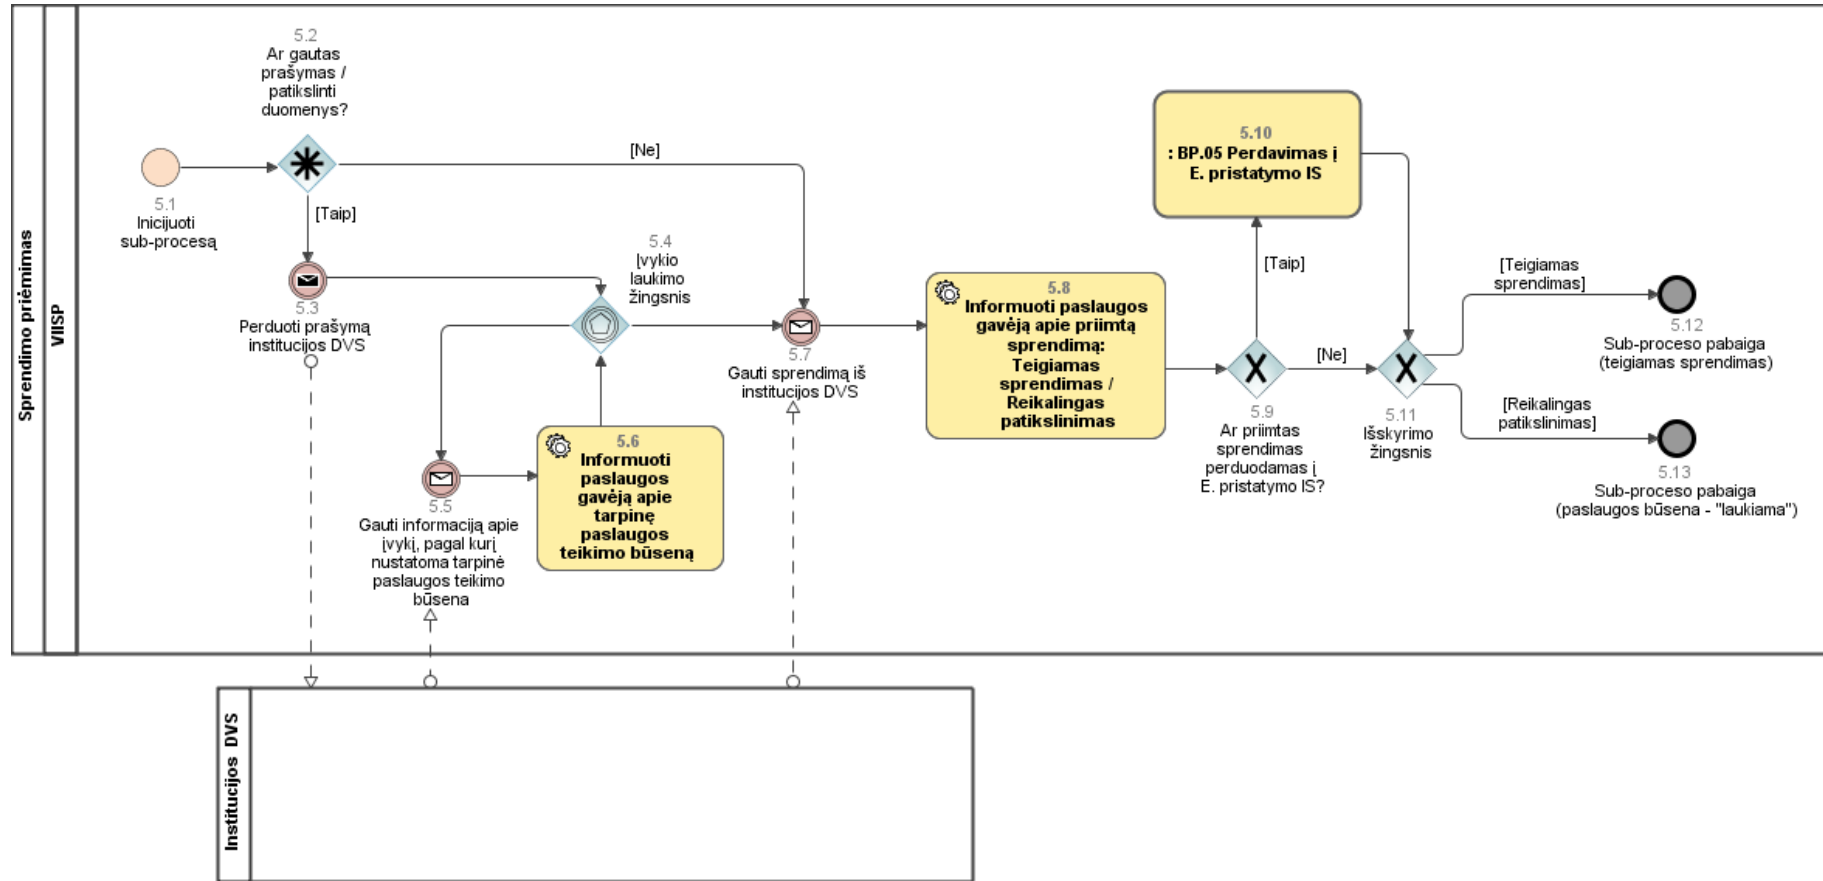 Sprendimo priėmimas
VIISP
5.1
Inicijuoti
sub-procesą
5.2
Ar gautas
prašymas /
patikslinti
duomenys?
[Ne]
[Taip]
5.3
Perduoti prašymą
institucijos DVS
5.4
Įvykio
laukimo
žingsnis
5.5
Gauti informaciją apie
įvykį, pagal kurį
nustatoma tarpinė
paslaugos teikimo
būsena
5.6
Informuoti
paslaugos
gavėją apie
tarpinę
paslaugos
teikimo būseną
5.7
Gauti sprendimą iš
institucijos DVS
5.8
Informuoti paslaugos
gavėją apie priimtą
sprendimą:
Teigiamas
sprendimas /
Reikalingas
patikslinimas
5.9
Ar priimtas
sprendimas
perduodamas į
E. pristatymo IS?
[Taip]
[Ne]
5.10
: BP.05 Perdavimas į
E. pristatymo IS
5.11
Išskyrimo
žingsnis
[Teigiamas
sprendimas]
5.12
Sub-proceso pabaiga
(teigiamas sprendimas)
[Reikalingas
patikslinimas]
5.13
Sub-proceso pabaiga
(paslaugos būsena - "laukiama")
Institucijos DVS